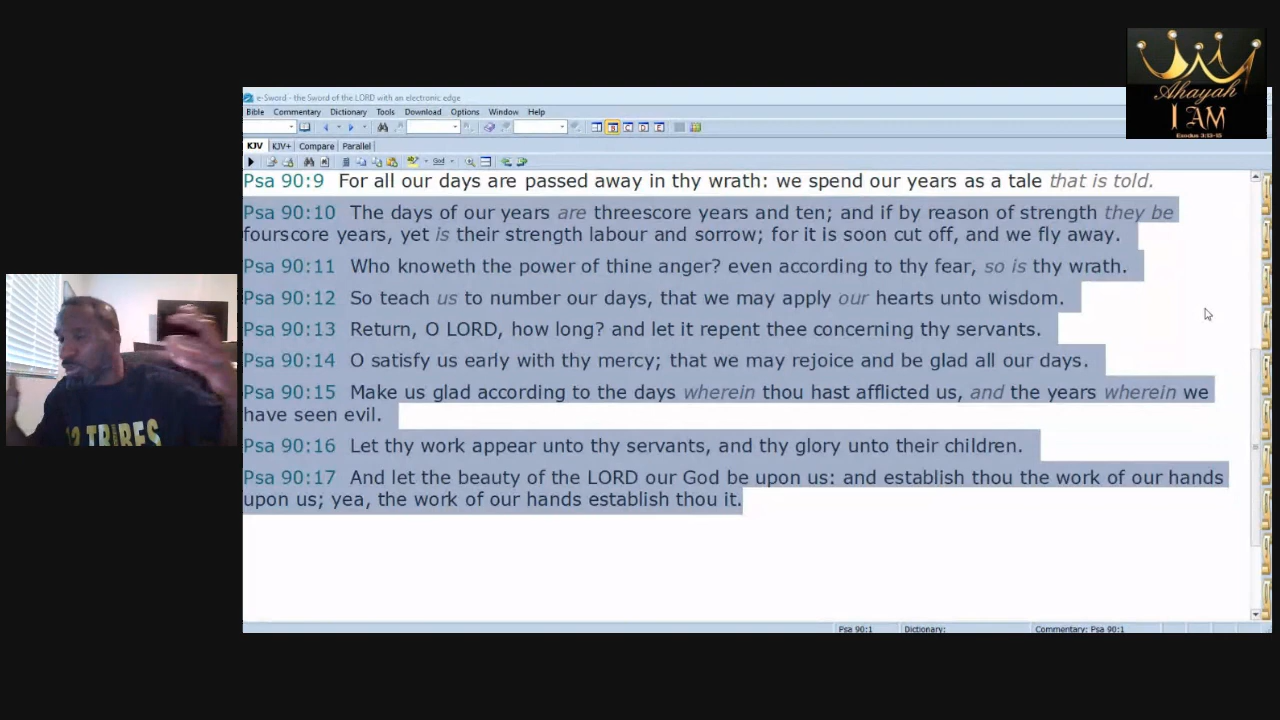 Ahayah
I AM
Exodus 3:13-15
e-Sword - the Sword of the LORD with an electronic edge
Bible Commentary Dictionary Tools Download Options Window Help
KJV KJV+ Compare Parallel
Psa 90:9 For all our days are passed away in thy wrath: we spend our years as a tale that is told.
Psa 90:10 The days of our years are threescore years and ten; and if by reason of strength they be
fourscore years, yet is their strength labour and sorrow; for it is soon cut off, and we fly away.
Psa 90:11 Who knoweth the power of thine anger? even according to thy fear, so is thy wrath.
Psa 90:12 So teach us to number our days, that we may apply our hearts unto wisdom.
Psa 90:13 Return, O LORD, how long? and let it repent thee concerning thy servants.
Psa 90:14 O satisfy us early with thy mercy; that we may rejoice and be glad all our days.
Psa 90:15 Make us glad according to the days wherein thou hast afflicted us, and the years wherein we
have seen evil.
Psa 90:16 Let thy work appear unto thy servants, and thy glory unto their children.
Psa 90:17 And let the beauty of the LORD our God be upon us: and establish thou the work of our hands
upon us; yea, the work of our hands establish thou it.
TRIBES
Psa 90:1 Dictionary: Commentary: Psa 90:1